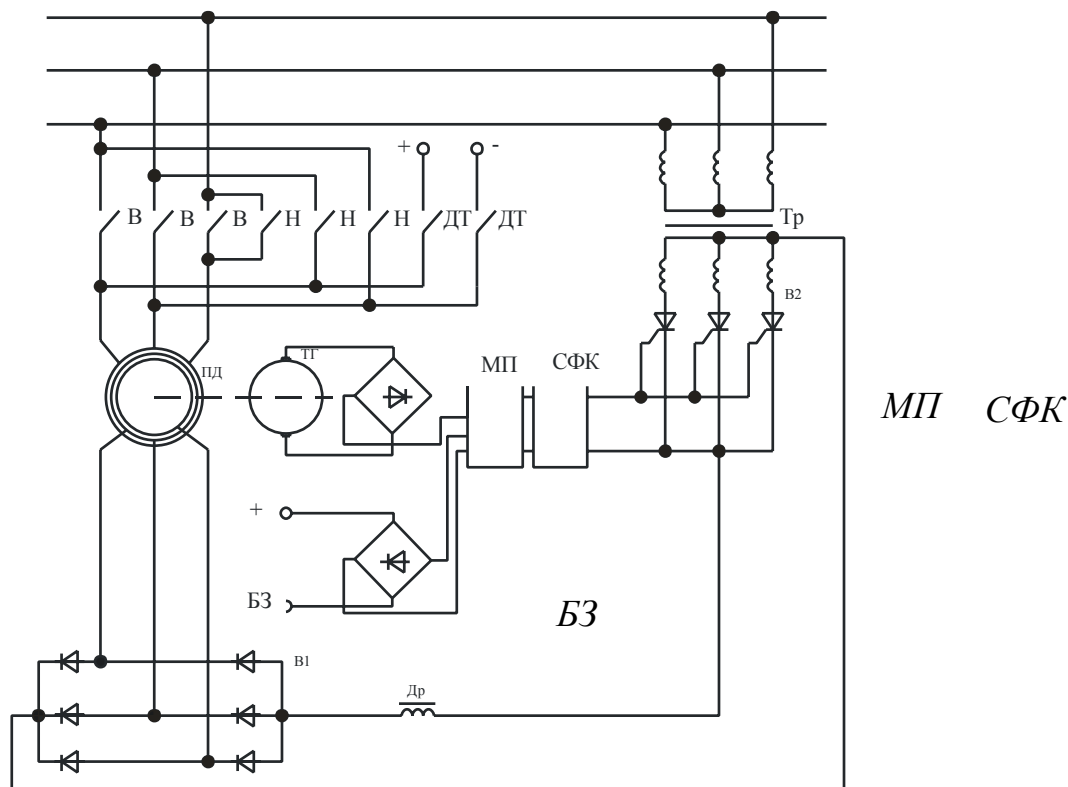 + -
В В В Н Н Н ДТ ДТ
Тр
В2
ТГ
ПД
МП СФК
МП СФК
+
БЗ
БЗ
В1
Др